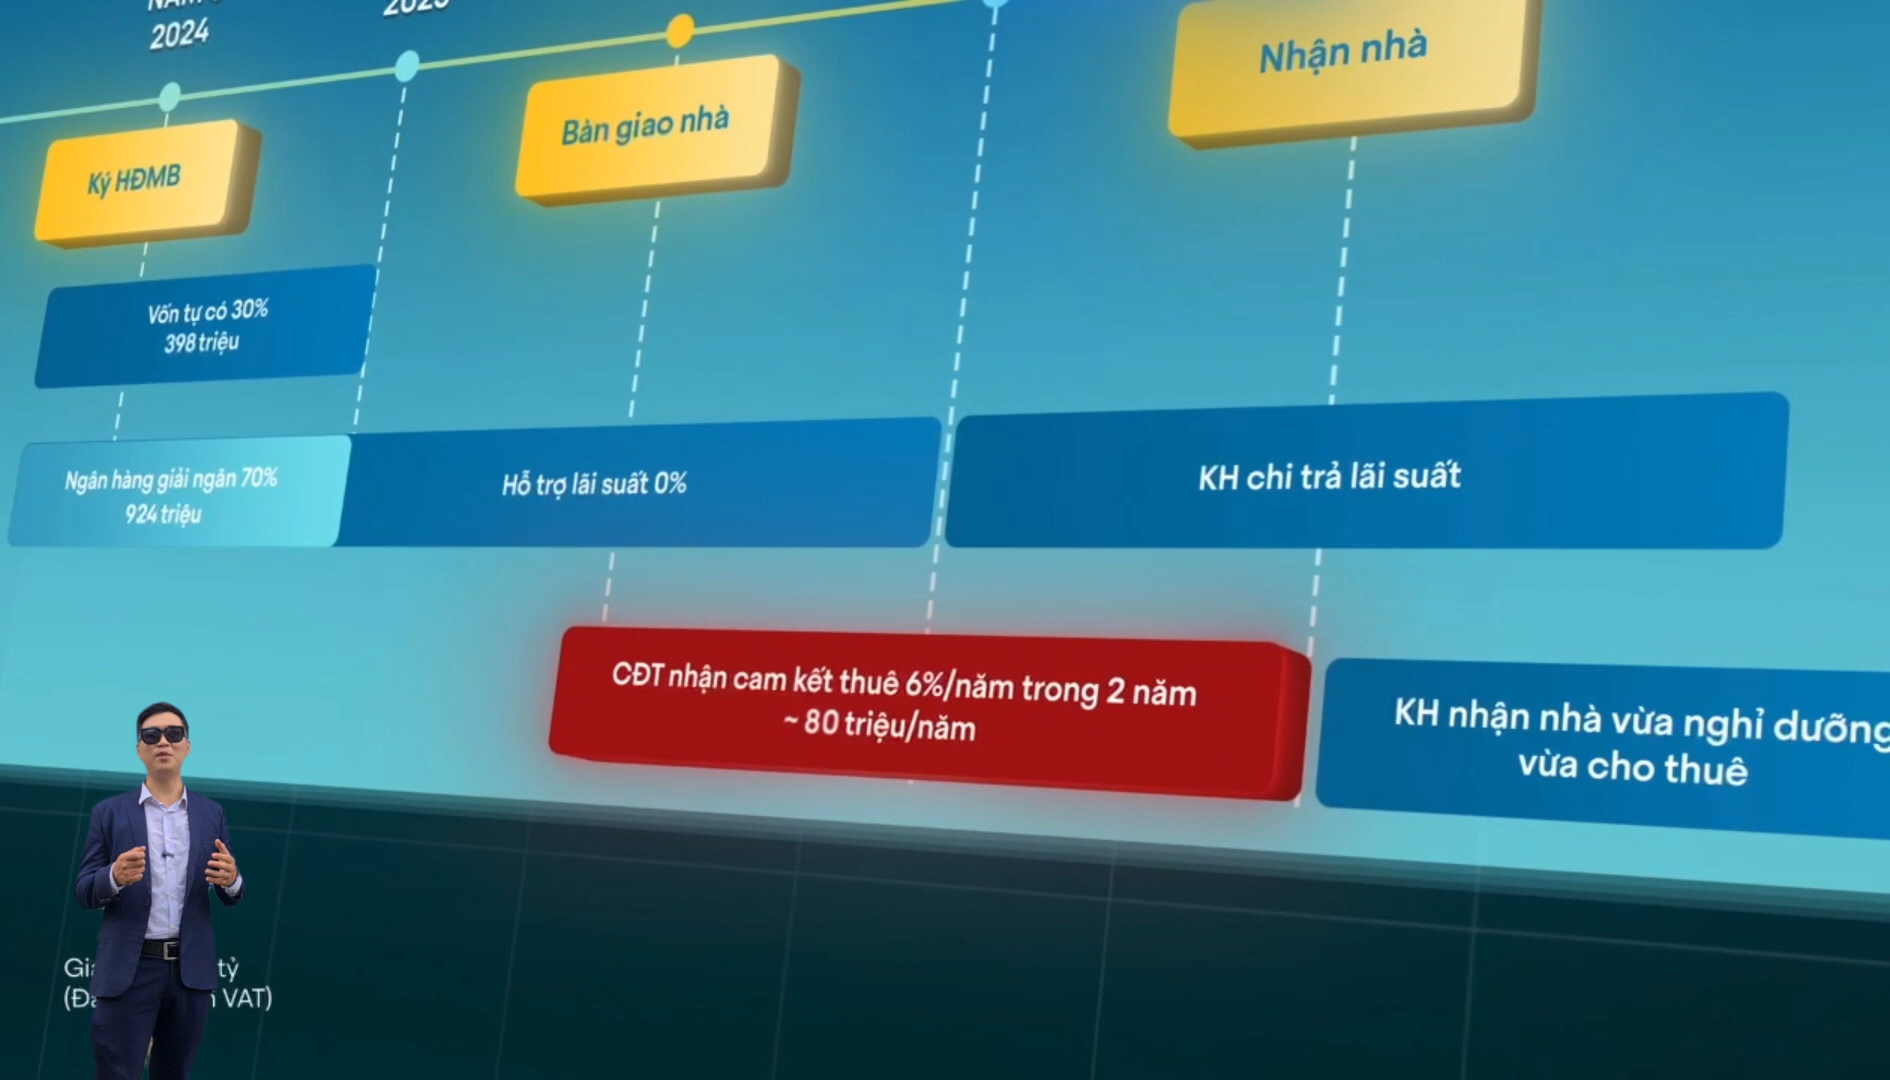 2024
Ký HĐMB
Bàn giao nhà
Nhận nhà
Vốn tự có 30%
398 triệu
Ngân hàng giải ngân 70%
924 triệu
Hỗ trợ lãi suất 0%
KH chi trả lãi suất
CĐT nhận cam kết thuê 6%/năm trong 2 năm
~ 80 triệu/năm
KH nhận nhà vừa nghỉ dưỡng
vừa cho thuê
tỷ
VAT)